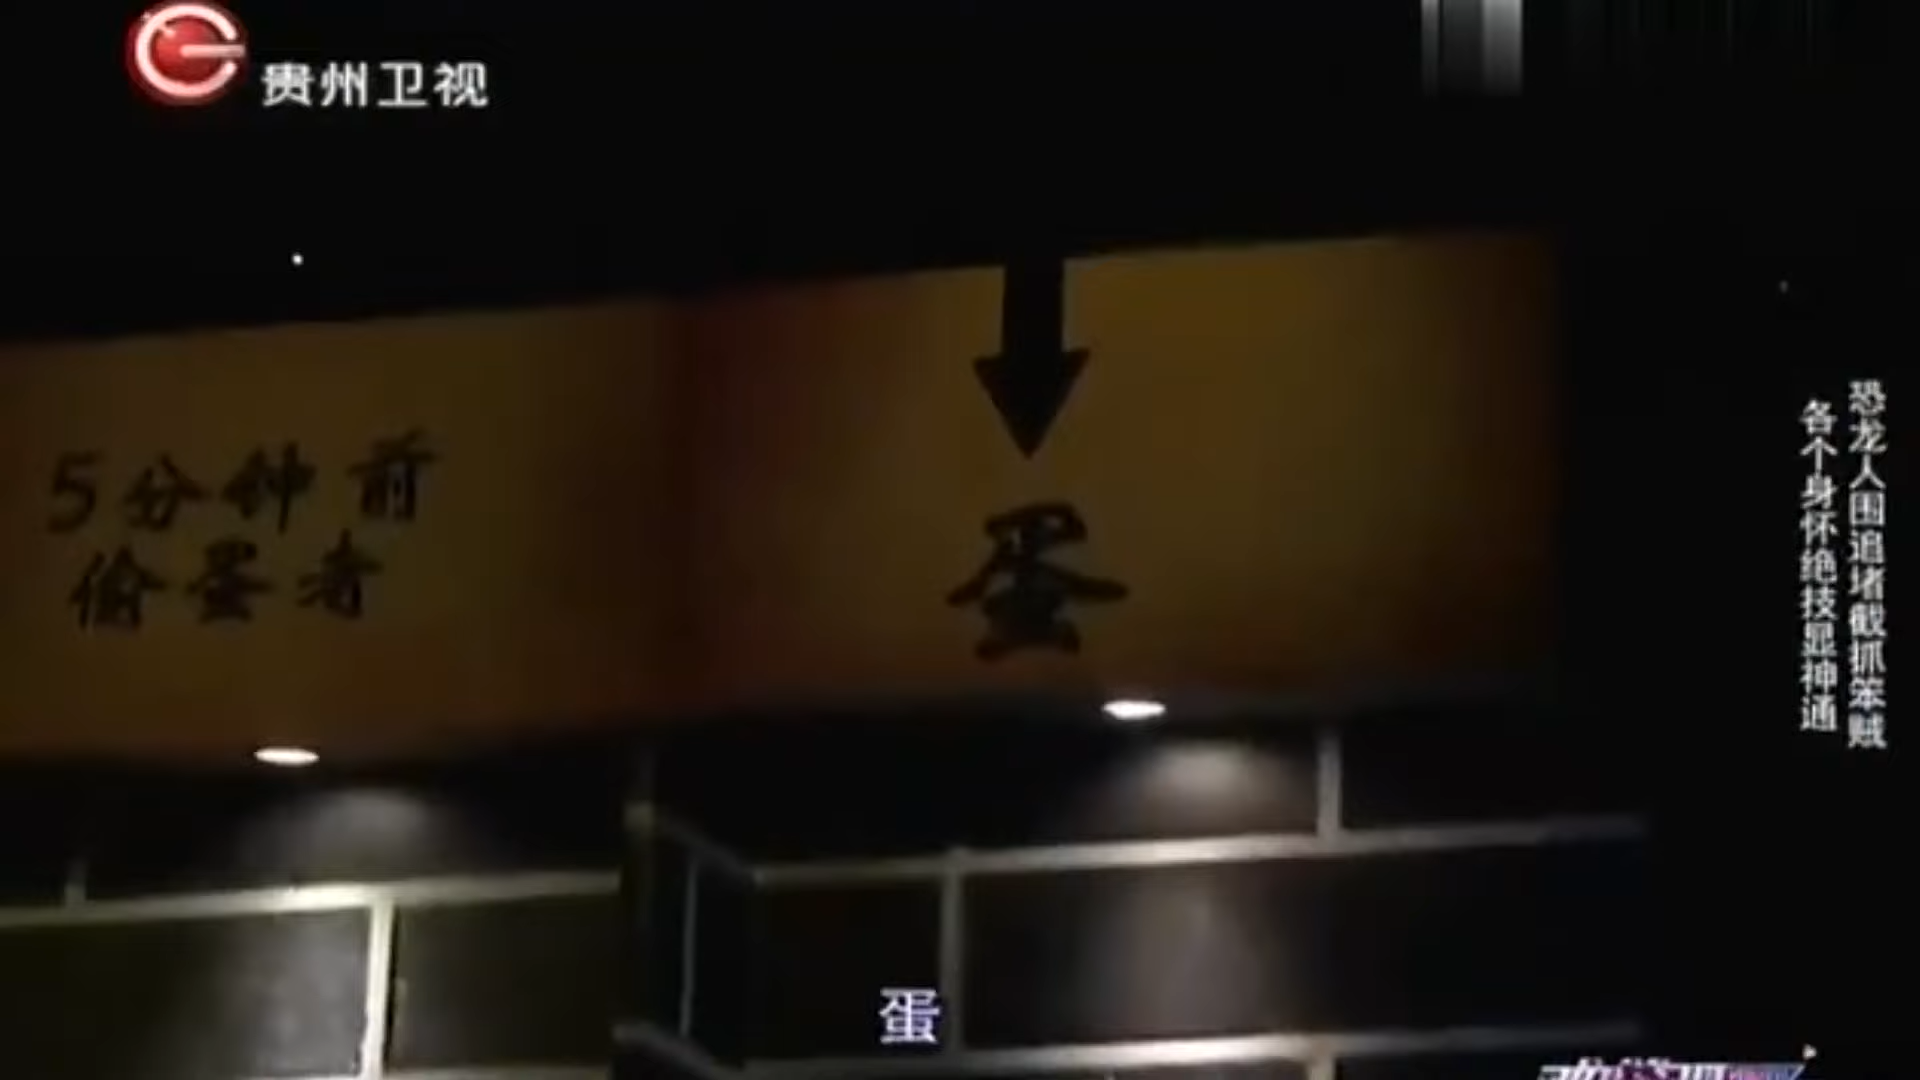 贵州卫视
5分钟前
偷蛋者
蛋
恐龙人围追堵截抓笨贼
各个身怀绝技显神通
蛋